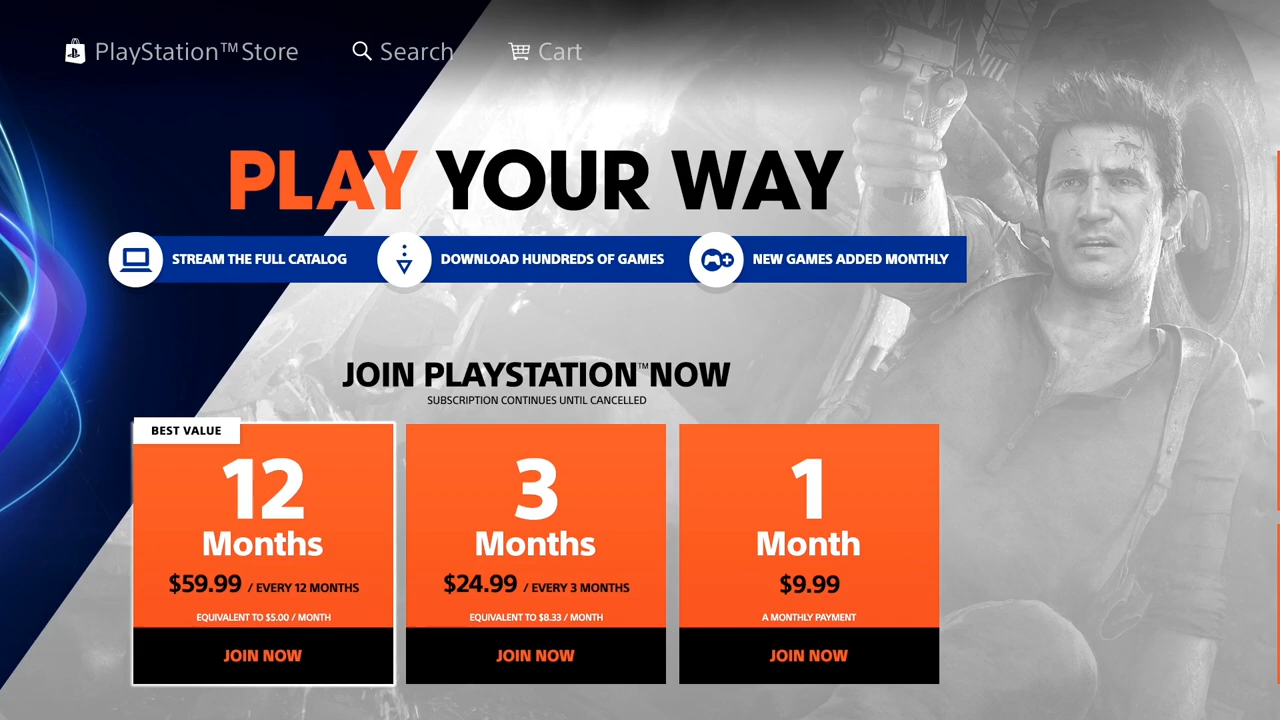 PlayStation™Store
Search
Cart
PLAY YOUR WAY
STREAM THE FULL CATALOG
DOWNLOAD HUNDREDS OF GAMES
NEW GAMES ADDED MONTHLY
JOIN PLAYSTATION™NOW
SUBSCRIPTION CONTINUES UNTIL CANCELLED
BEST VALUE
12
Months
$59.99 / EVERY 12 MONTHS
EQUIVALENT TO $5.00 / MONTH
JOIN NOW
3
Months
$24.99 / EVERY 3 MONTHS
EQUIVALENT TO $8.33 / MONTH
JOIN NOW
1
Month
$9.99
A MONTHLY PAYMENT
JOIN NOW